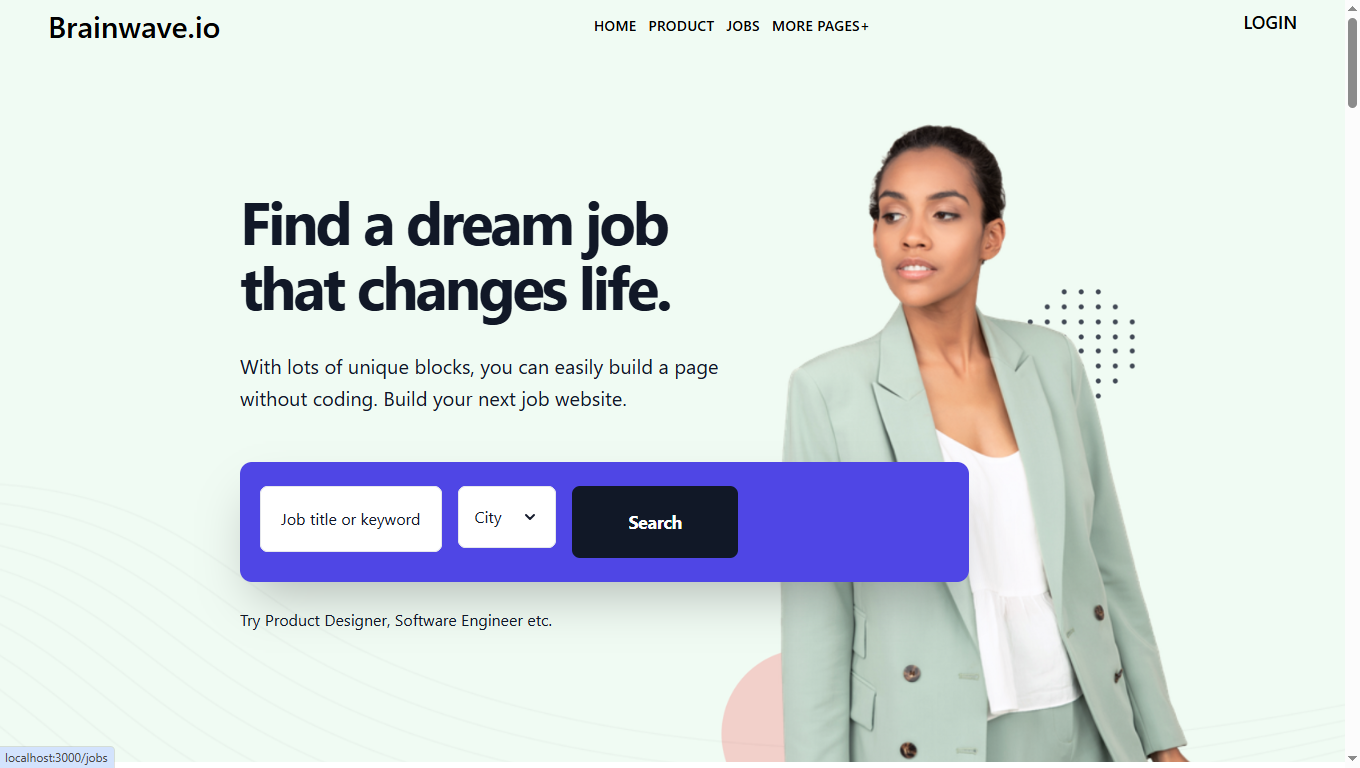 Brainwave.io
HOME PRODUCT JOBS MORE PAGES+
LOGIN
Find a dream job
that changes life.
With lots of unique blocks, you can easily build a page
without coding. Build your next job website.
Job title or keyword
City
Search
Try Product Designer, Software Engineer etc.
localhost:3000/jobs